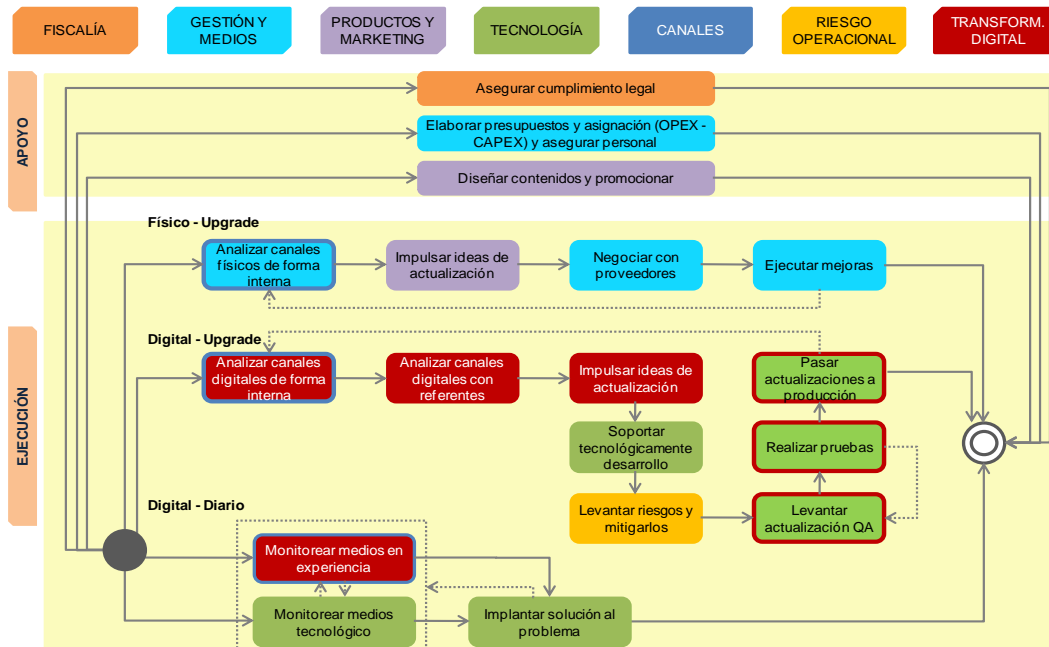 FISCALÍA
GESTIÓN Y
MEDIOS
PRODUCTOS Y
MARKETING
TECNOLOGÍA
CANALES
RIESGO
OPERACIONAL
TRANSFORM.
DIGITAL
APOYO
Asegurar cumplimiento legal
Elaborar presupuestos y asignación (OPEX -
CAPEX) y asegurar personal
Diseñar contenidos y promocionar
EJECUCIÓN
Físico - Upgrade
Analizar canales
físicos de forma
interna
Impulsar ideas de
actualización
Negociar con
proveedores
Ejecutar mejoras
Digital - Upgrade
Analizar canales
digitales de forma
interna
Analizar canales
digitales con
referentes
Impulsar ideas de
actualización
Pasar
actualizaciones a
producción
Soportar
tecnológicamente
desarrollo
Realizar pruebas
Levantar riesgos y
mitigarlos
Levantar
actualización QA
Digital - Diario
Monitorear medios en
experiencia
Monitorear medios
tecnológico
Implantar solución al
problema